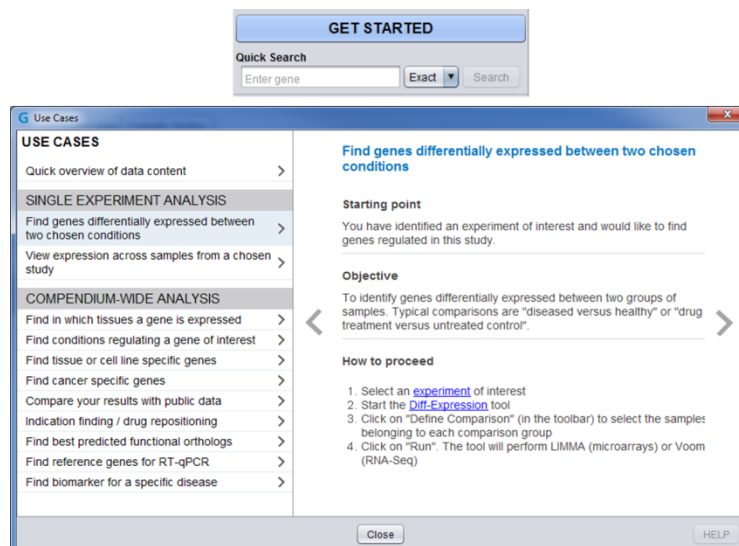 GET STARTED
Quick Search
Enter gene
Exact
Search
G Use Cases
USE CASES
Quick overview of data content
SINGLE EXPERIMENT ANALYSIS
Find genes differentially expressed between
two chosen conditions
View expression across samples from a chosen
study
COMPENDIUM-WIDE ANALYSIS
Find in which tissues a gene is expressed
Find conditions regulating a gene of interest
Find tissue or cell line specific genes
Find cancer specific genes
Compare your results with public data
Indication finding / drug repositioning
Find best predicted functional orthologs
Find reference genes for RT-qPCR
Find biomarker for a specific disease
Find genes differentially expressed between two chosen
conditions
Starting point
You have identified an experiment of interest and would like to find
genes regulated in this study.
Objective
To identify genes differentially expressed between two groups of
samples. Typical comparisons are "diseased versus healthy" or "drug
treatment versus untreated control".
How to proceed
1. Select an experiment of interest
2. Start the Diff-Expression tool
3. Click on "Define Comparison" (in the toolbar) to select the samples
belonging to each comparison group
4. Click on "Run". The tool will perform LIMMA (microarrays) or Voom
(RNA-Seq)
Close
HELP